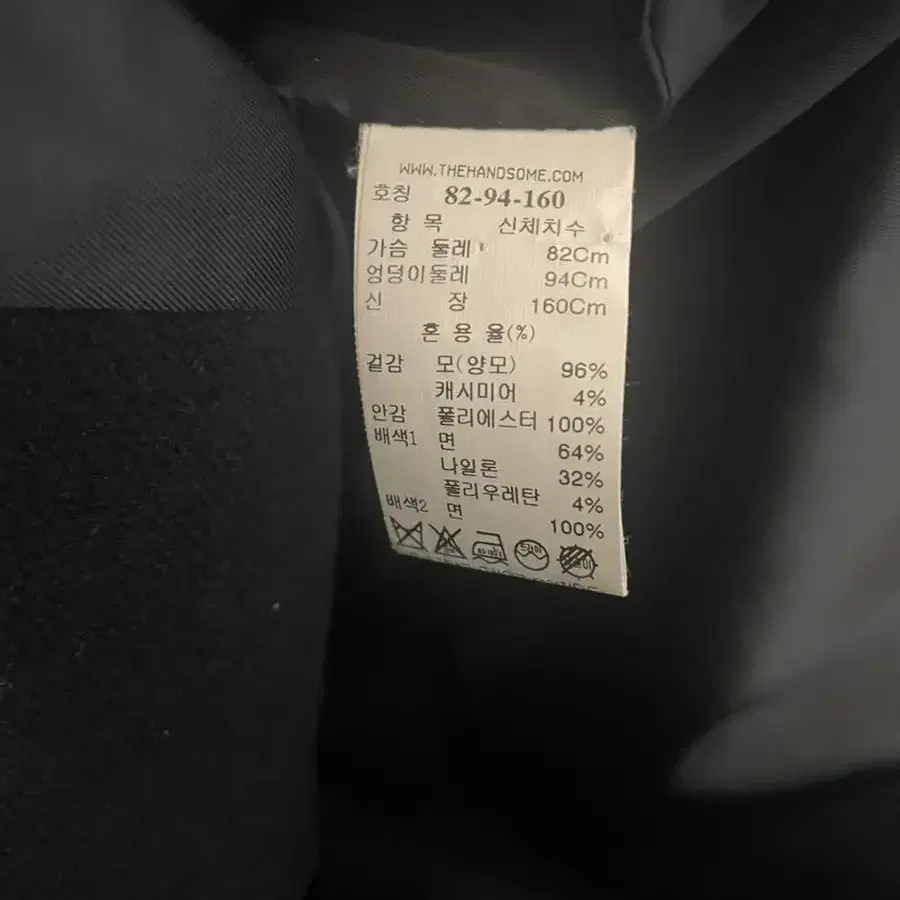 WWW.THEHANDSOME.COM
호칭 82-94-160
항 목 신체치수
가슴 둘레 82Cm
엉덩이둘레 94Cm
신 장 160Cm
혼 용 율(%)
겉감 모(양모) 96%
캐시미어 4%
안감 폴리에스터 100%
배색1 면 64%
나일론 32%
폴리우레탄 4%
배색2 면 100%
드라이